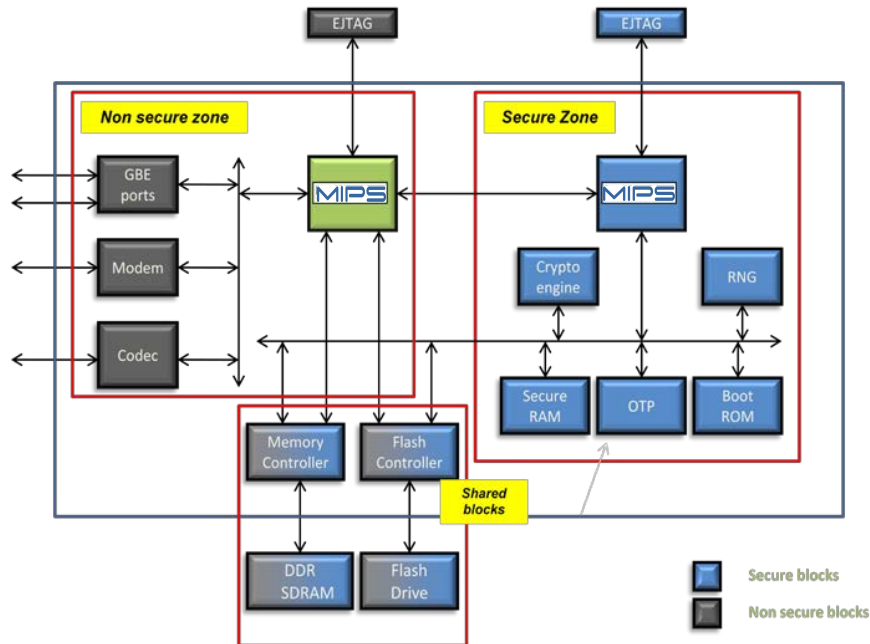 EJTAG
EJTAG
Non secure zone
Secure Zone
GBE
ports
MIPS
MIPS
Modem
Crypto
engine
RNG
Codec
Secure
RAM
OTP
Boot
ROM
Memory
Controller
Flash
Controller
Shared
blocks
DDR
SDRAM
Flash
Drive
Secure blocks
Non secure blocks